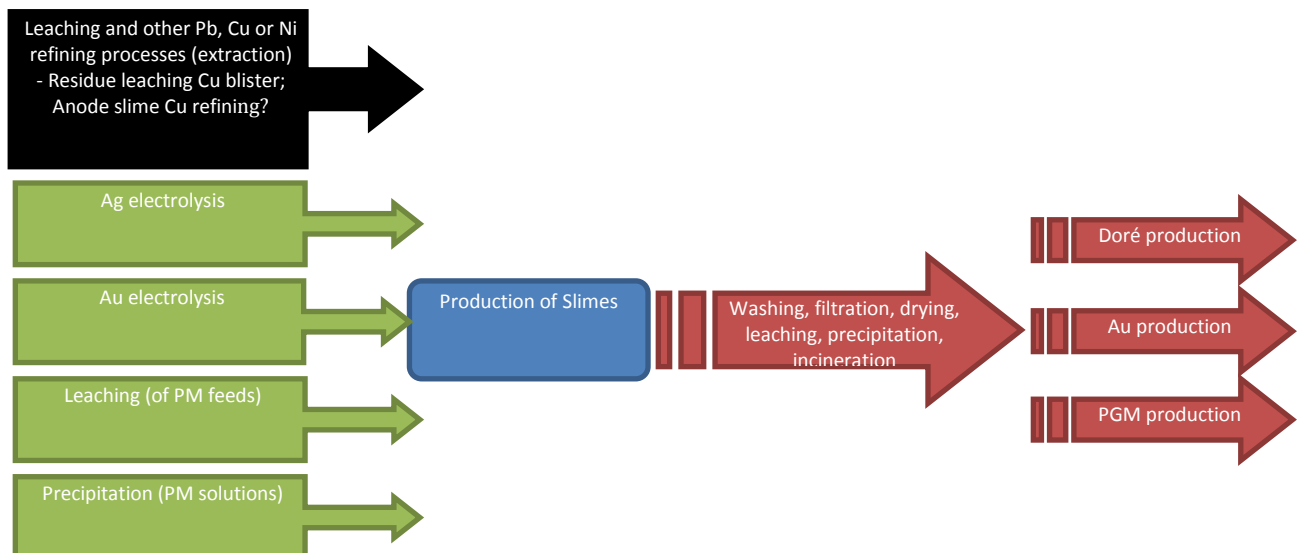 Leaching and other Pb, Cu or Ni
refining processes (extraction)
- Residue leaching Cu blister;
Anode slime Cu refining?
Ag electrolysis
Au electrolysis
Leaching (of PM feeds)
Precipitation (PM solutions)
Production of Slimes
Washing, filtration, drying,
leaching, precipitation,
incineration
Doré production
Au production
PGM production